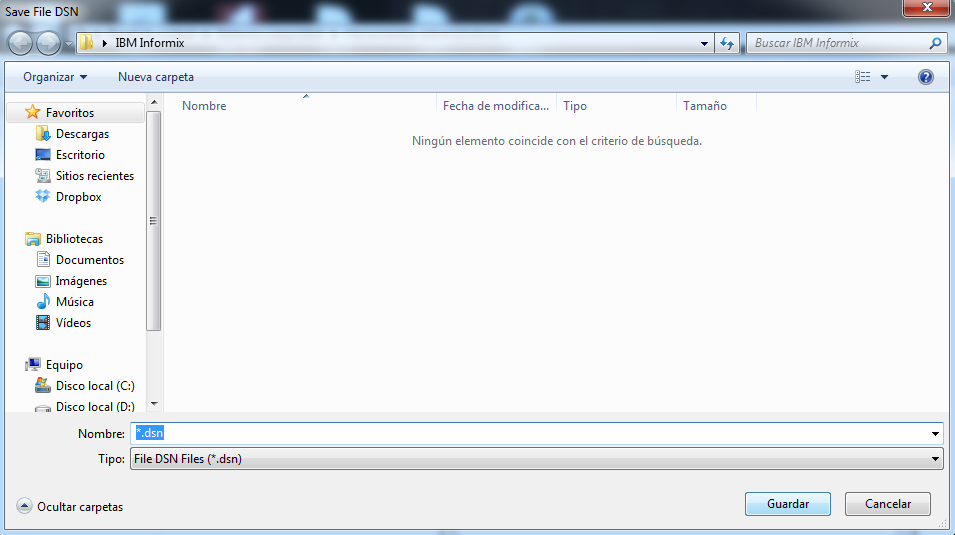 Save File DSN
IBM Informix
Buscar IBM Informix
Organizar
Nueva carpeta
Nombre
Fecha de modifica...
Tipo
Tamaño
Ningún elemento coincide con el criterio de búsqueda.
Favoritos
Descargas
Escritorio
Sitios recientes
Dropbox
Bibliotecas
Documentos
Imágenes
Música
Vídeos
Equipo
Disco local (C:)
Disco local (D:)
Nombre: *.dsn
Tipo: File DSN Files (*.dsn)
Ocultar carpetas
Guardar
Cancelar